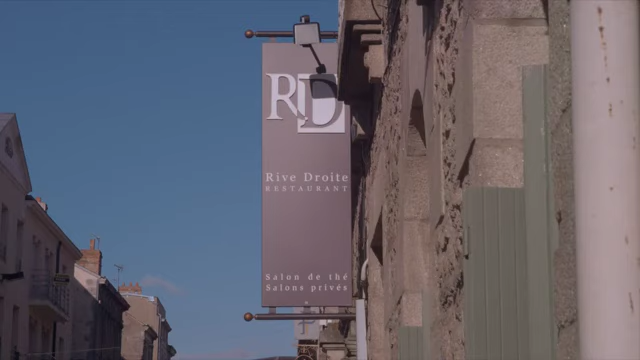 RD
Rive Droite
RESTAURANT
Salon de thé
Salons privés